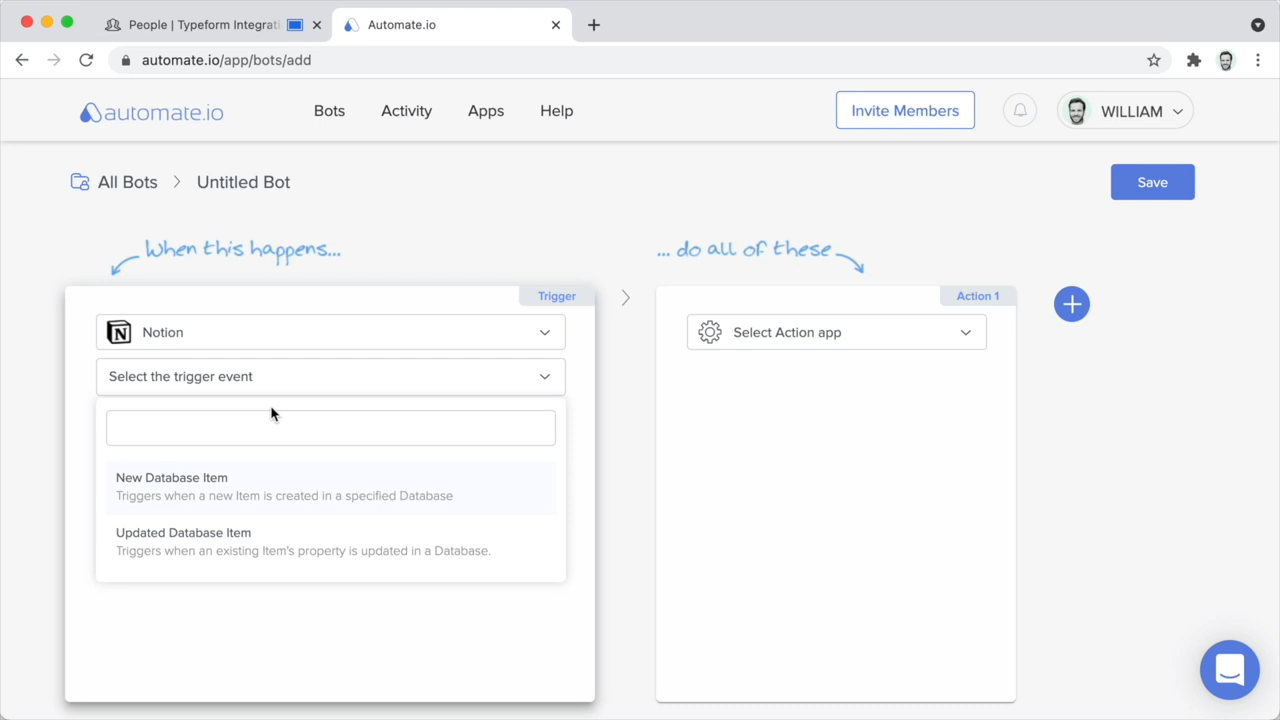 People | Typeform Integrati
Automate.io
automate.io/app/bots/add
automate.io
Bots
Activity
Apps
Help
Invite Members
WILLIAM
All Bots > Untitled Bot
Save
When this happens...
... do all of these
Trigger
Action 1
Notion
Select Action app
Select the trigger event
New Database Item
Triggers when a new Item is created in a specified Database
Updated Database Item
Triggers when an existing Item's property is updated in a Database.